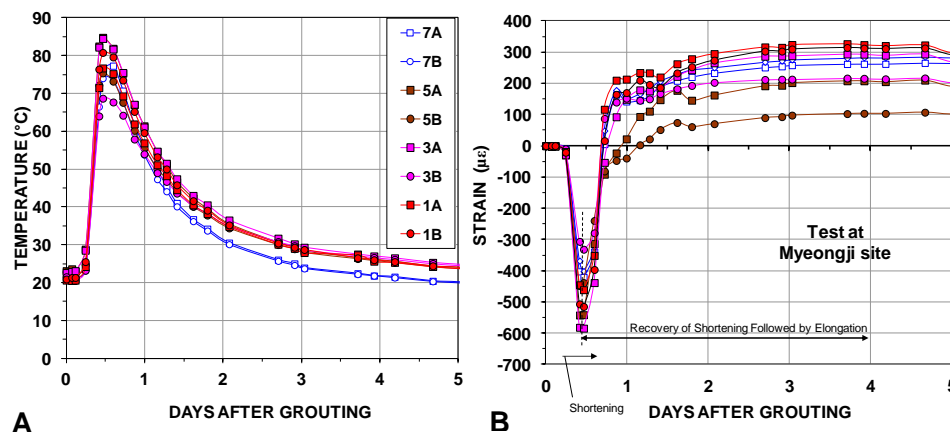 90
80
70
60
50
40
30
20
10
0
TEMPERATURE (°C)
0 1 2 3 4 5
DAYS AFTER GROUTING
A
7A
7B
5A
5B
3A
3B
1A
1B
400
300
200
100
0
-100
-200
-300
-400
-500
-600
-700
STRAIN (µε)
Test at
Myeongji site
Recovery of Shortening Followed by Elongation
0 1 2 3 4 5
Shortening
DAYS AFTER GROUTING
B